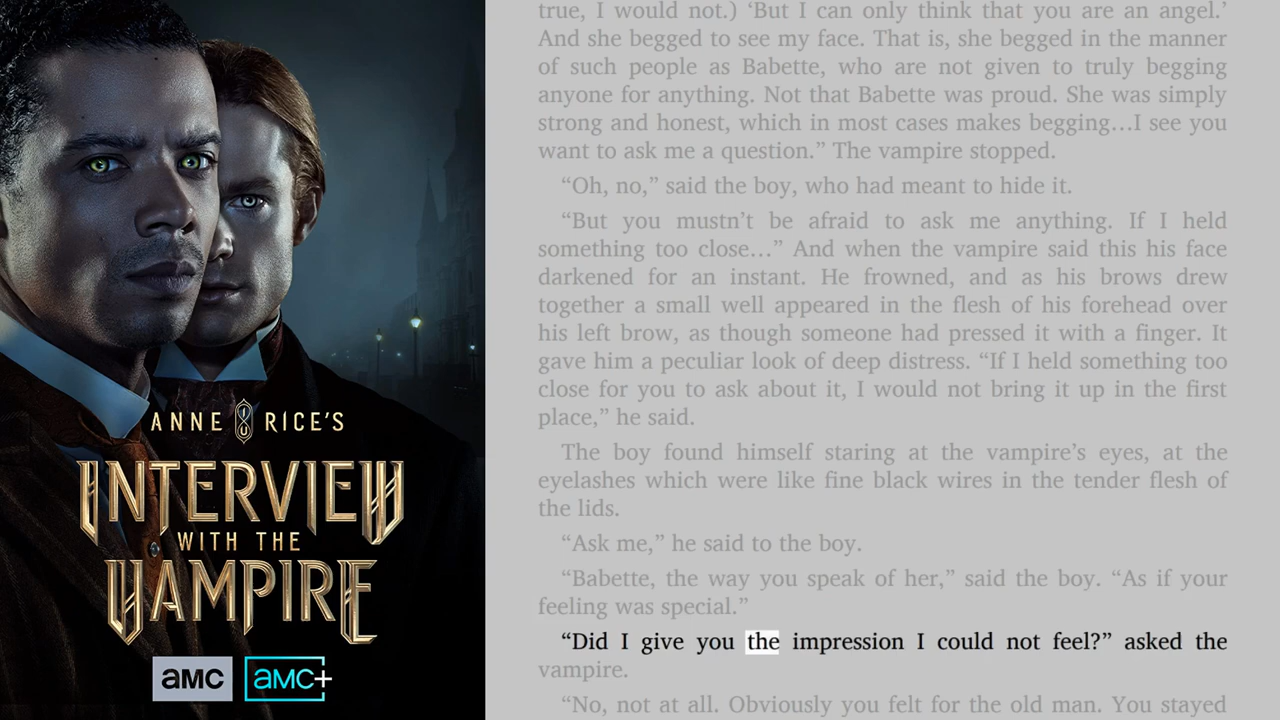 ANNE RICE'S
INTERVIEW
WITH THE
VAMPIRE
amc
amc+
true, I would not.) ‘But I can only think that you are an angel.’
And she begged to see my face. That is, she begged in the manner
of such people as Babette, who are not given to truly begging
anyone for anything. Not that Babette was proud. She was simply
strong and honest, which in most cases makes begging…I see you
want to ask me a question.” The vampire stopped.
“Oh, no,” said the boy, who had meant to hide it.
“But you mustn’t be afraid to ask me anything. If I held
something too close…” And when the vampire said this his face
darkened for an instant. He frowned, and as his brows drew
together a small well appeared in the flesh of his forehead over
his left brow, as though someone had pressed it with a finger. It
gave him a peculiar look of deep distress. “If I held something too
close for you to ask about it, I would not bring it up in the first
place,” he said.
The boy found himself staring at the vampire’s eyes, at the
eyelashes which were like fine black wires in the tender flesh of
the lids.
“Ask me,” he said to the boy.
“Babette, the way you speak of her,” said the boy. “As if your
feeling was special.”
“Did I give you the impression I could not feel?” asked the
vampire.
“No, not at all. Obviously you felt for the old man. You stayed